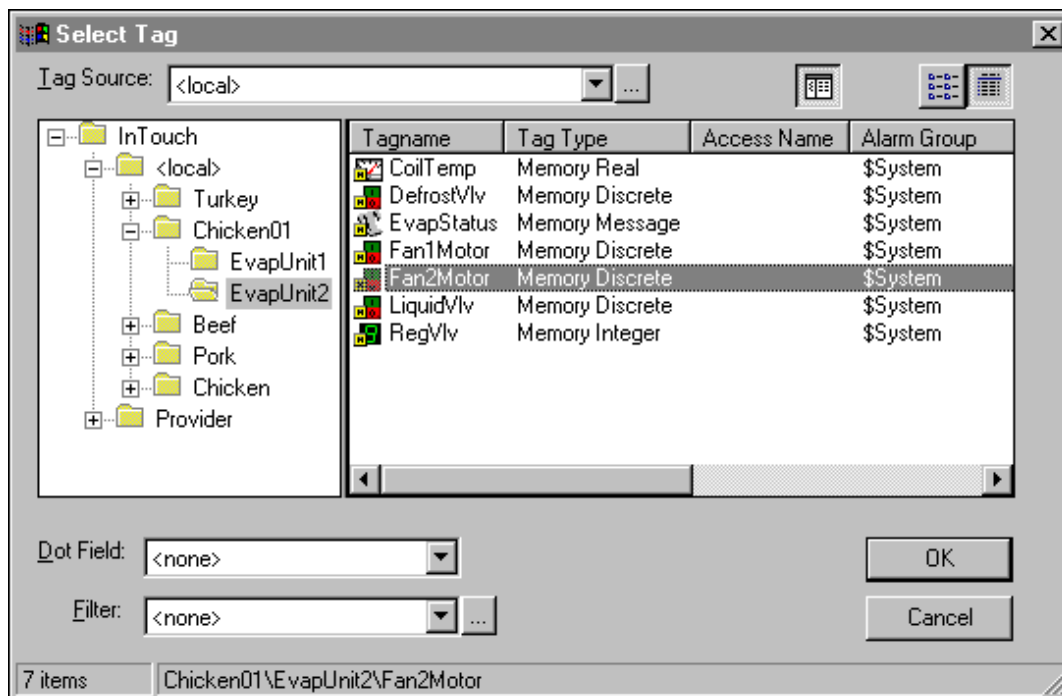 Select Tag
Tag Source: <local> ...
InTouch
<local>
Turkey
Chicken01
EvapUnit1
EvapUnit2
Beef
Pork
Chicken
Provider
Tagname Tag Type Access Name Alarm Group
CoilTemp Memory Real $System
DefrostVlv Memory Discrete $System
EvapStatus Memory Message $System
Fan1Motor Memory Discrete $System
Fan2Motor Memory Discrete $System
LiquidVlv Memory Discrete $System
RegVlv Memory Integer $System
Dot Field: <none>
OK
Filter: <none> ...
Cancel
7 items Chicken01\EvapUnit2\Fan2Motor